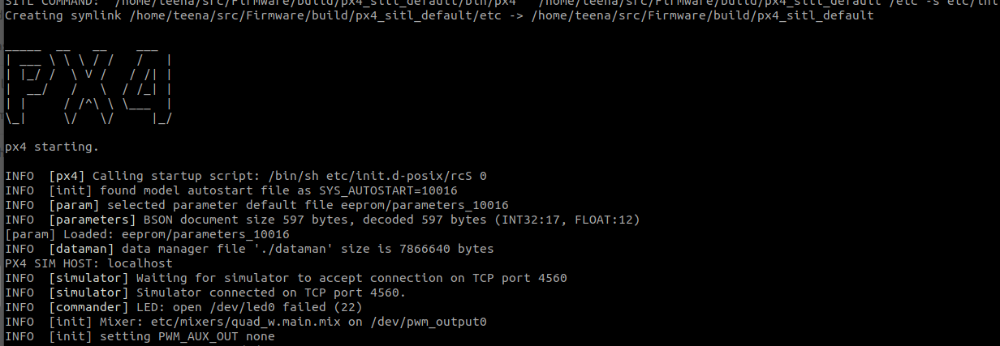 SITL COMMAND: "/home/teena/src/Firmware/build/px4_sitl_default/bin/px4" "/home/teena/src/Firmware/build/px4_sitl_default"/etc -s etc/init
Creating symlink /home/teena/src/Firmware/build/px4_sitl_default/etc -> /home/teena/src/Firmware/build/px4_sitl_default
______  __   __    ___
| ___ \ \ \ / /   /   |
| |_/ /  \ V /   / /| |
|  __/   /   \  / /_| |
| |     / /^\ \ \___  |
\_|     \/   \/     |_/
px4 starting.
INFO  [px4] Calling startup script: /bin/sh etc/init.d-posix/rcS 0
INFO  [init] found model autostart file as SYS_AUTOSTART=10016
INFO  [param] selected parameter default file eeprom/parameters_10016
INFO  [parameters] BSON document size 597 bytes, decoded 597 bytes (INT32:17, FLOAT:12)
[param] Loaded: eeprom/parameters_10016
INFO  [dataman] data manager file './dataman' size is 7866640 bytes
PX4 SIM HOST: localhost
INFO  [simulator] Waiting for simulator to accept connection on TCP port 4560
INFO  [simulator] Simulator connected on TCP port 4560.
INFO  [commander] LED: open /dev/led0 failed (22)
INFO  [init] Mixer: etc/mixers/quad_w.main.mix on /dev/pwm_output0
INFO  [init] setting PWM_AUX_OUT none